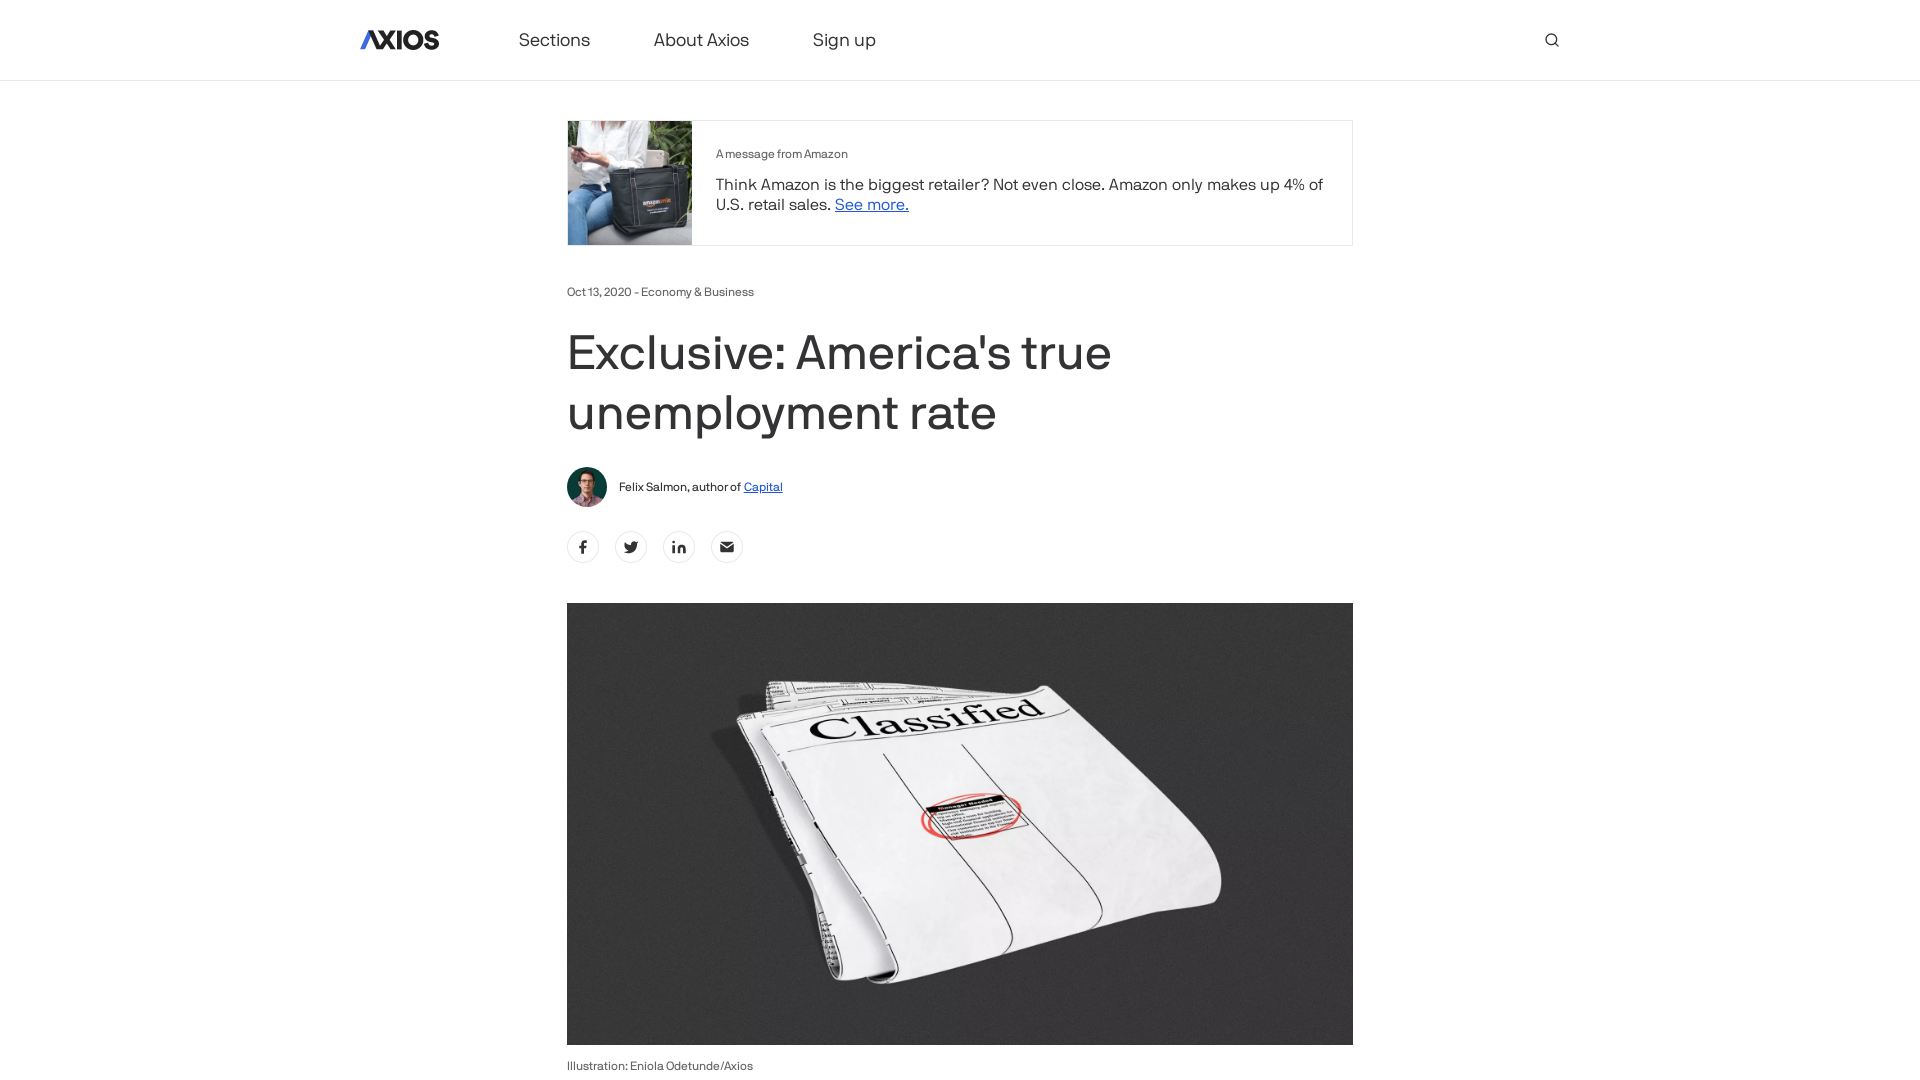 AXIOS
Sections
About Axios
Sign up
A message from Amazon
Think Amazon is the biggest retailer? Not even close. Amazon only makes up 4% of
U.S. retail sales. See more.
Oct 13, 2020 - Economy & Business
Exclusive: America's true
unemployment rate
Felix Salmon, author of Capital
Classified
Manager Needed
Illustration: Eniola Odetunde/Axios